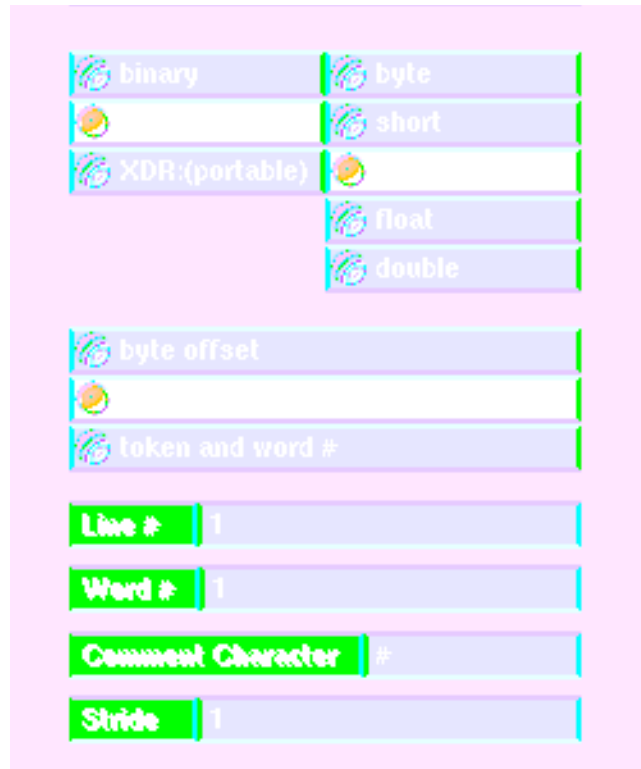 binary byte
short
XDR:(portable)
float
double
byte offset
token and word #
Line # 1
Word # 1
Comment Character #
Stride 1